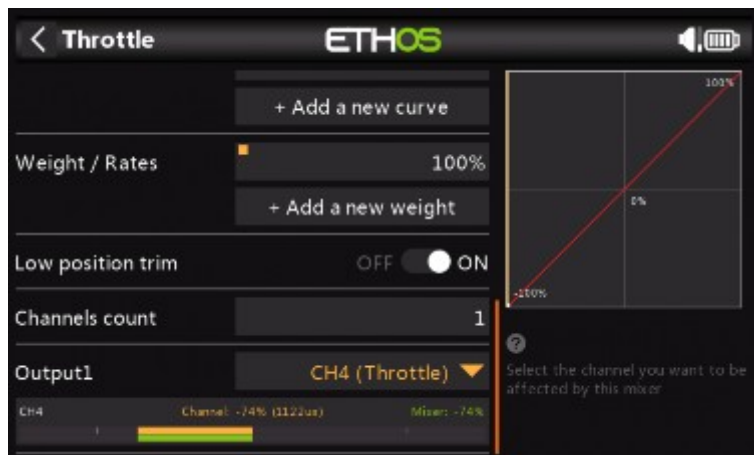 Throttle
ETHOS
+ Add a new curve
Weight / Rates
100%
+ Add a new weight
Low position trim
OFF
ON
Channels count
1
Output1
CH4 (Throttle)
CH4
Channel: -74% (1122us)
Mixer: -74%
100%
0%
-100%
?
Select the channel you want to be
affected by this mixer